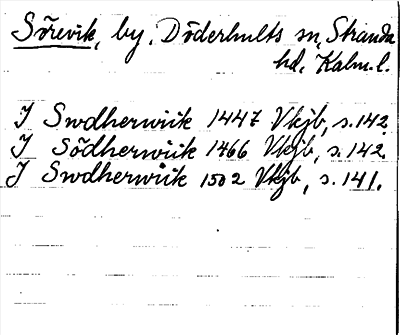 Sörevik, by, Döderhults sn, Stranda
hd, Kalm. l.
I Swdherwiik 1447 Vkjb, s. 142.
I Södherwiik 1466 Vkjb, s. 142.
I Swdherwiik 1502 Vkjb, s. 141.